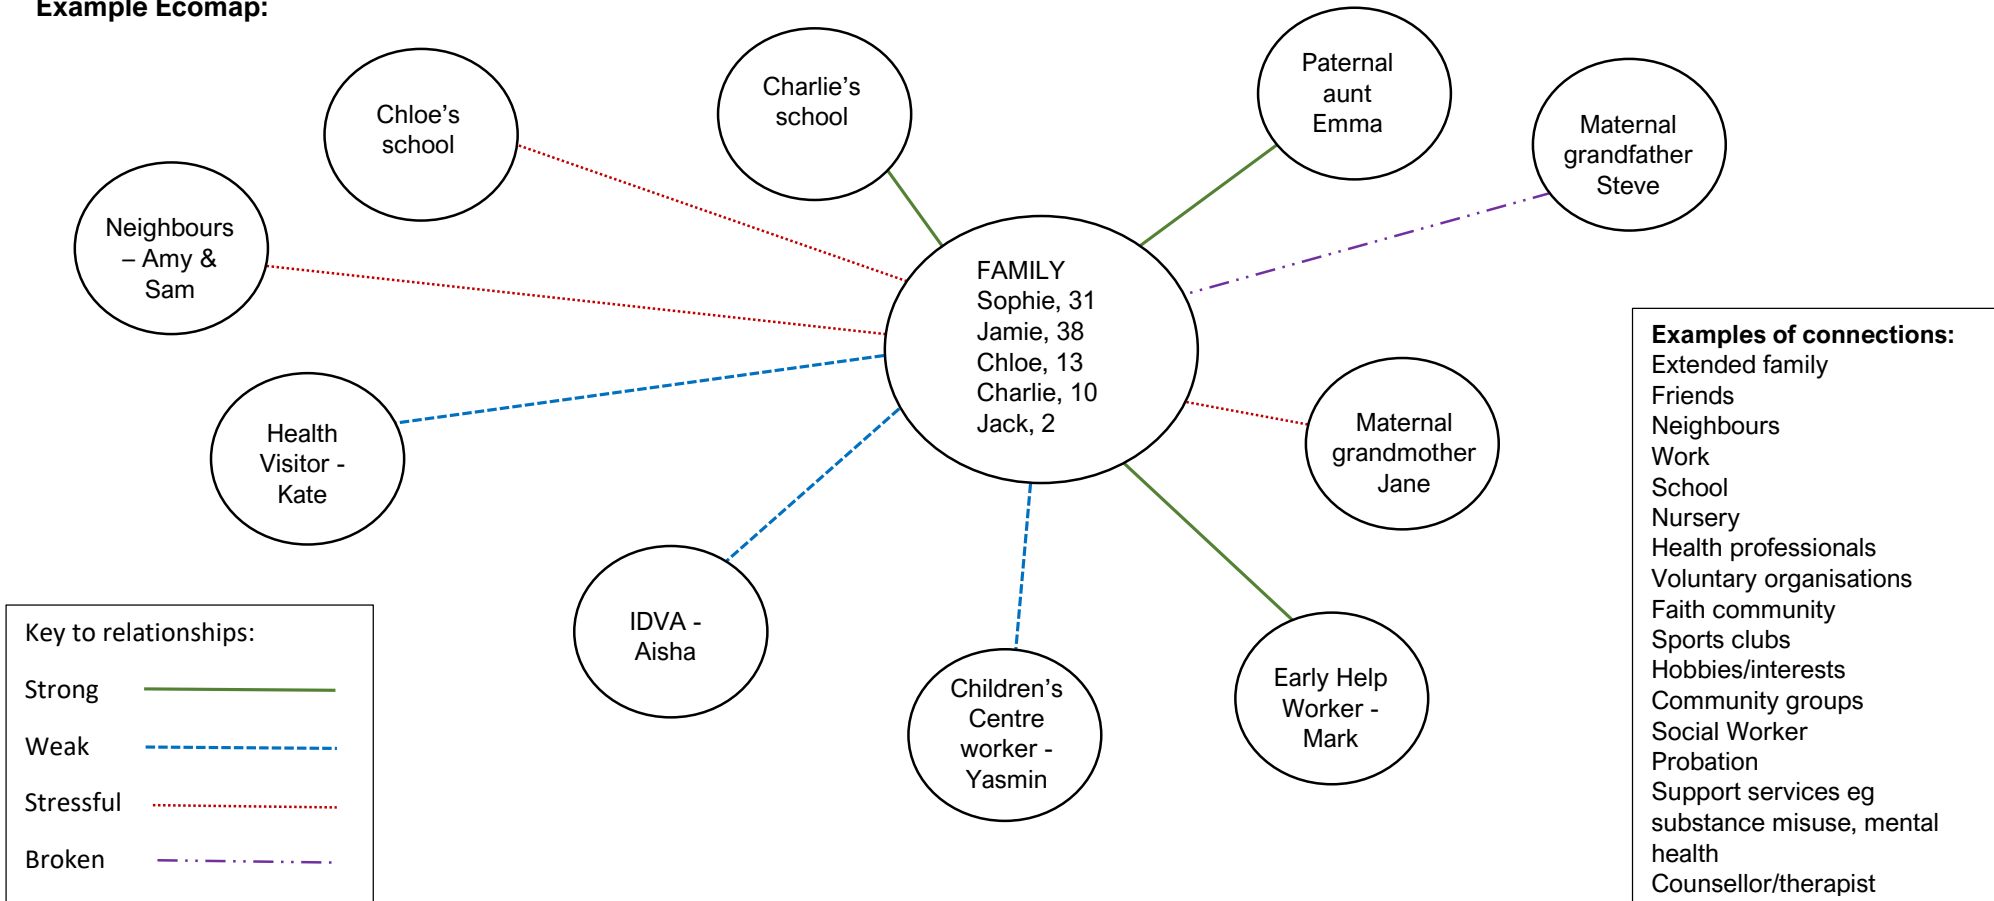 Example Ecomap:
Chloe’s
school
Charlie’s
school
Paternal
aunt
Emma
Maternal
grandfather
Steve
Neighbours
– Amy &
Sam
FAMILY
Sophie, 31
Jamie, 38
Chloe, 13
Charlie, 10
Jack, 2
Health
Visitor -
Kate
Maternal
grandmother
Jane
IDVA -
Aisha
Children’s
Centre
worker -
Yasmin
Early Help
Worker -
Mark
Key to relationships:
Strong
Weak
Stressful
Broken
Examples of connections:
Extended family
Friends
Neighbours
Work
School
Nursery
Health professionals
Voluntary organisations
Faith community
Sports clubs
Hobbies/interests
Community groups
Social Worker
Probation
Support services eg
substance misuse, mental
health
Counsellor/therapist